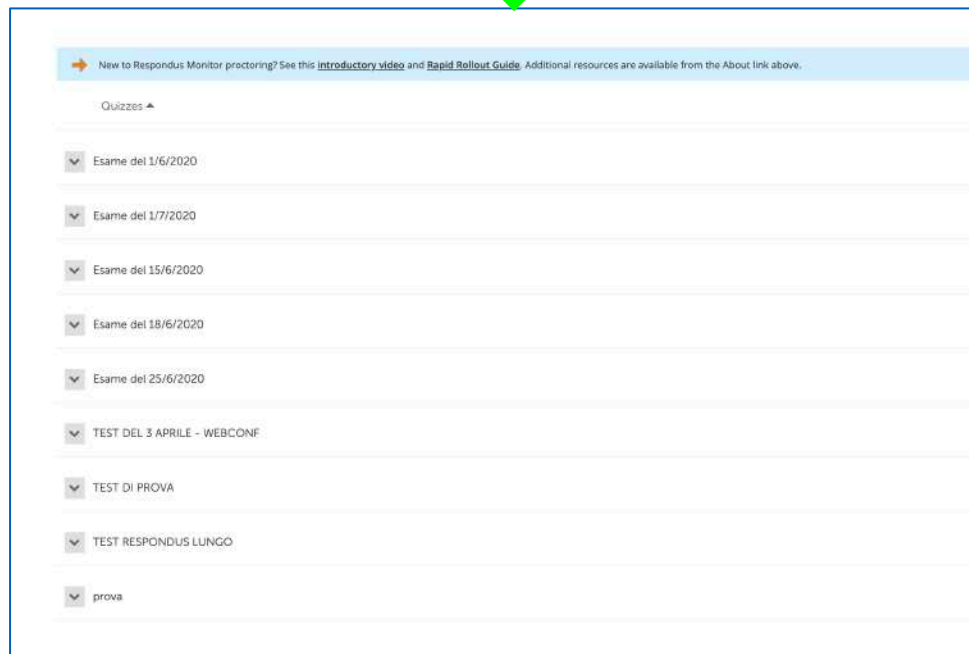 New to Respondus Monitor proctoring? See this introductory video and Rapid Rollout Guide. Additional resources are available from the About link above.
Quizzes
Esame del 1/6/2020
Esame del 1/7/2020
Esame del 15/6/2020
Esame del 18/6/2020
Esame del 25/6/2020
TEST DEL 3 APRILE - WEBCONF
TEST DI PROVA
TEST RESPONDUS LUNGO
prova